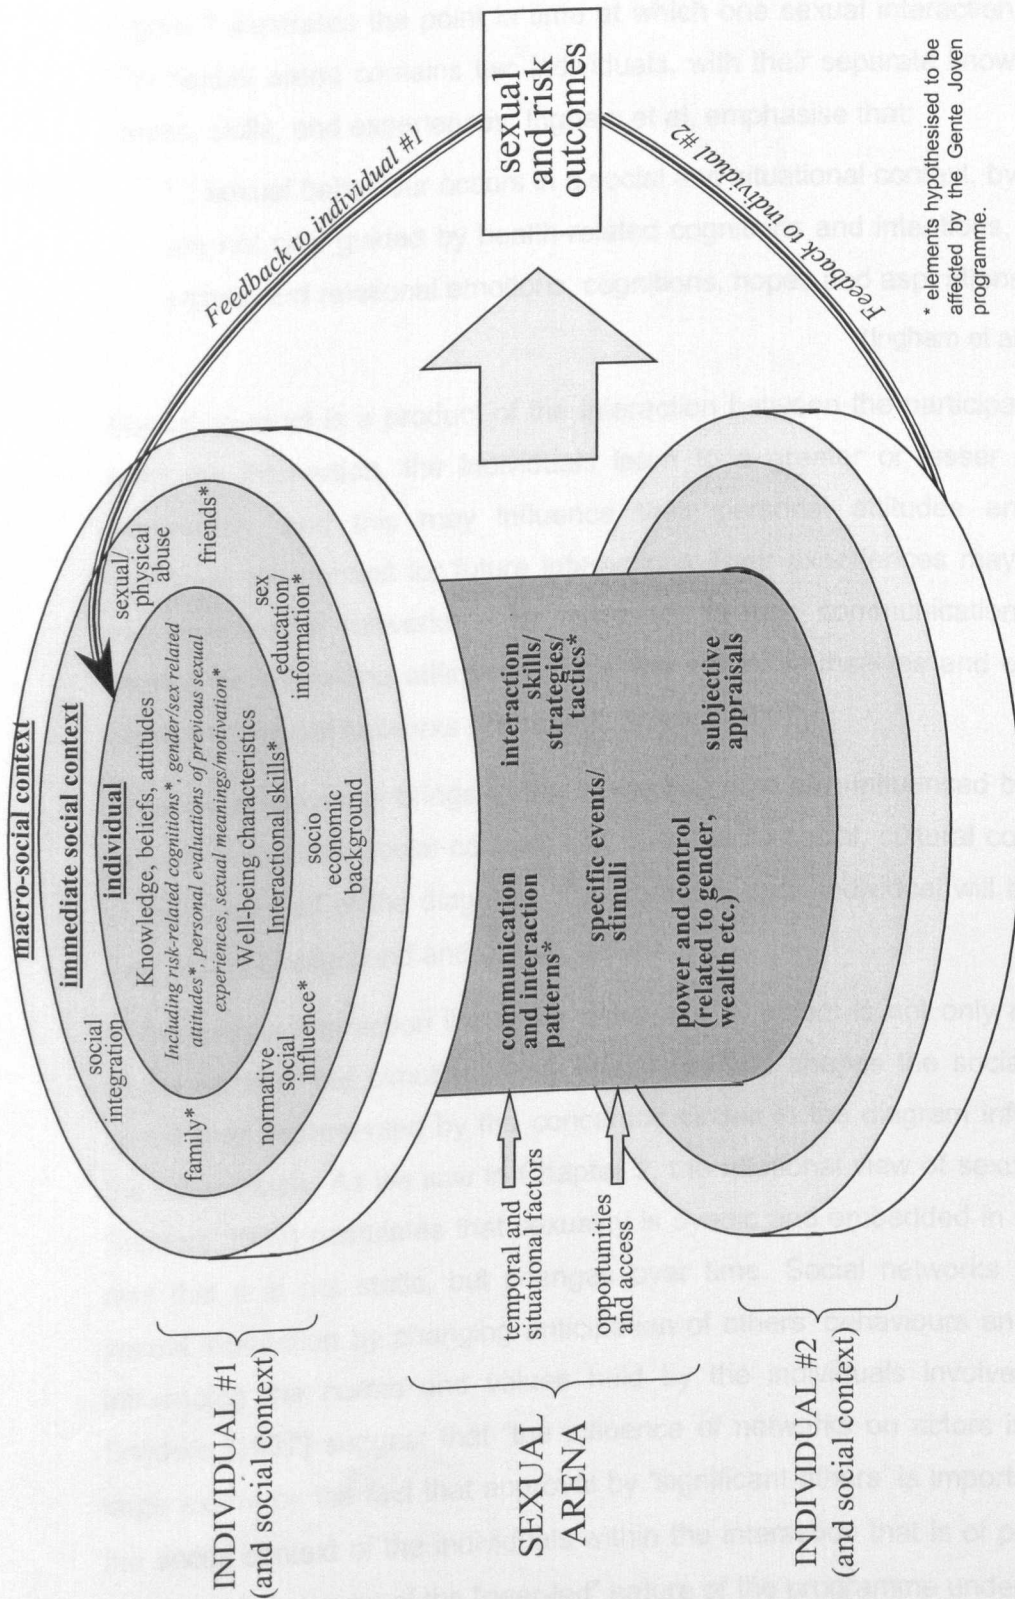 macro-social context
immediate social context
individual
Knowledge, beliefs, attitudes
Including risk-related cognitions*, gender/sex related
attitudes*, personal evaluations of previous sexual
experiences, sexual meanings/motivation*
Well-being characteristics
Interactional skills*
social
integration
family*
normative
social
influence*
socio
economic
background
sex
education/
information*
friends*
sexual/
physical
abuse
INDIVIDUAL #1
(and social context)
Feedback to individual #1
SEXUAL
ARENA
temporal and
situational factors
opportunities
and access
communication
and interaction
patterns*
interaction
skills/
strategies/
tactics*
specific events/
stimuli
power and control
(related to gender,
wealth etc.)
subjective
appraisals
sexual
and risk
outcomes
INDIVIDUAL #2
(and social context)
Feedback to individual #2
* elements hypothesised to be
affected by the Gente Joven
programme.